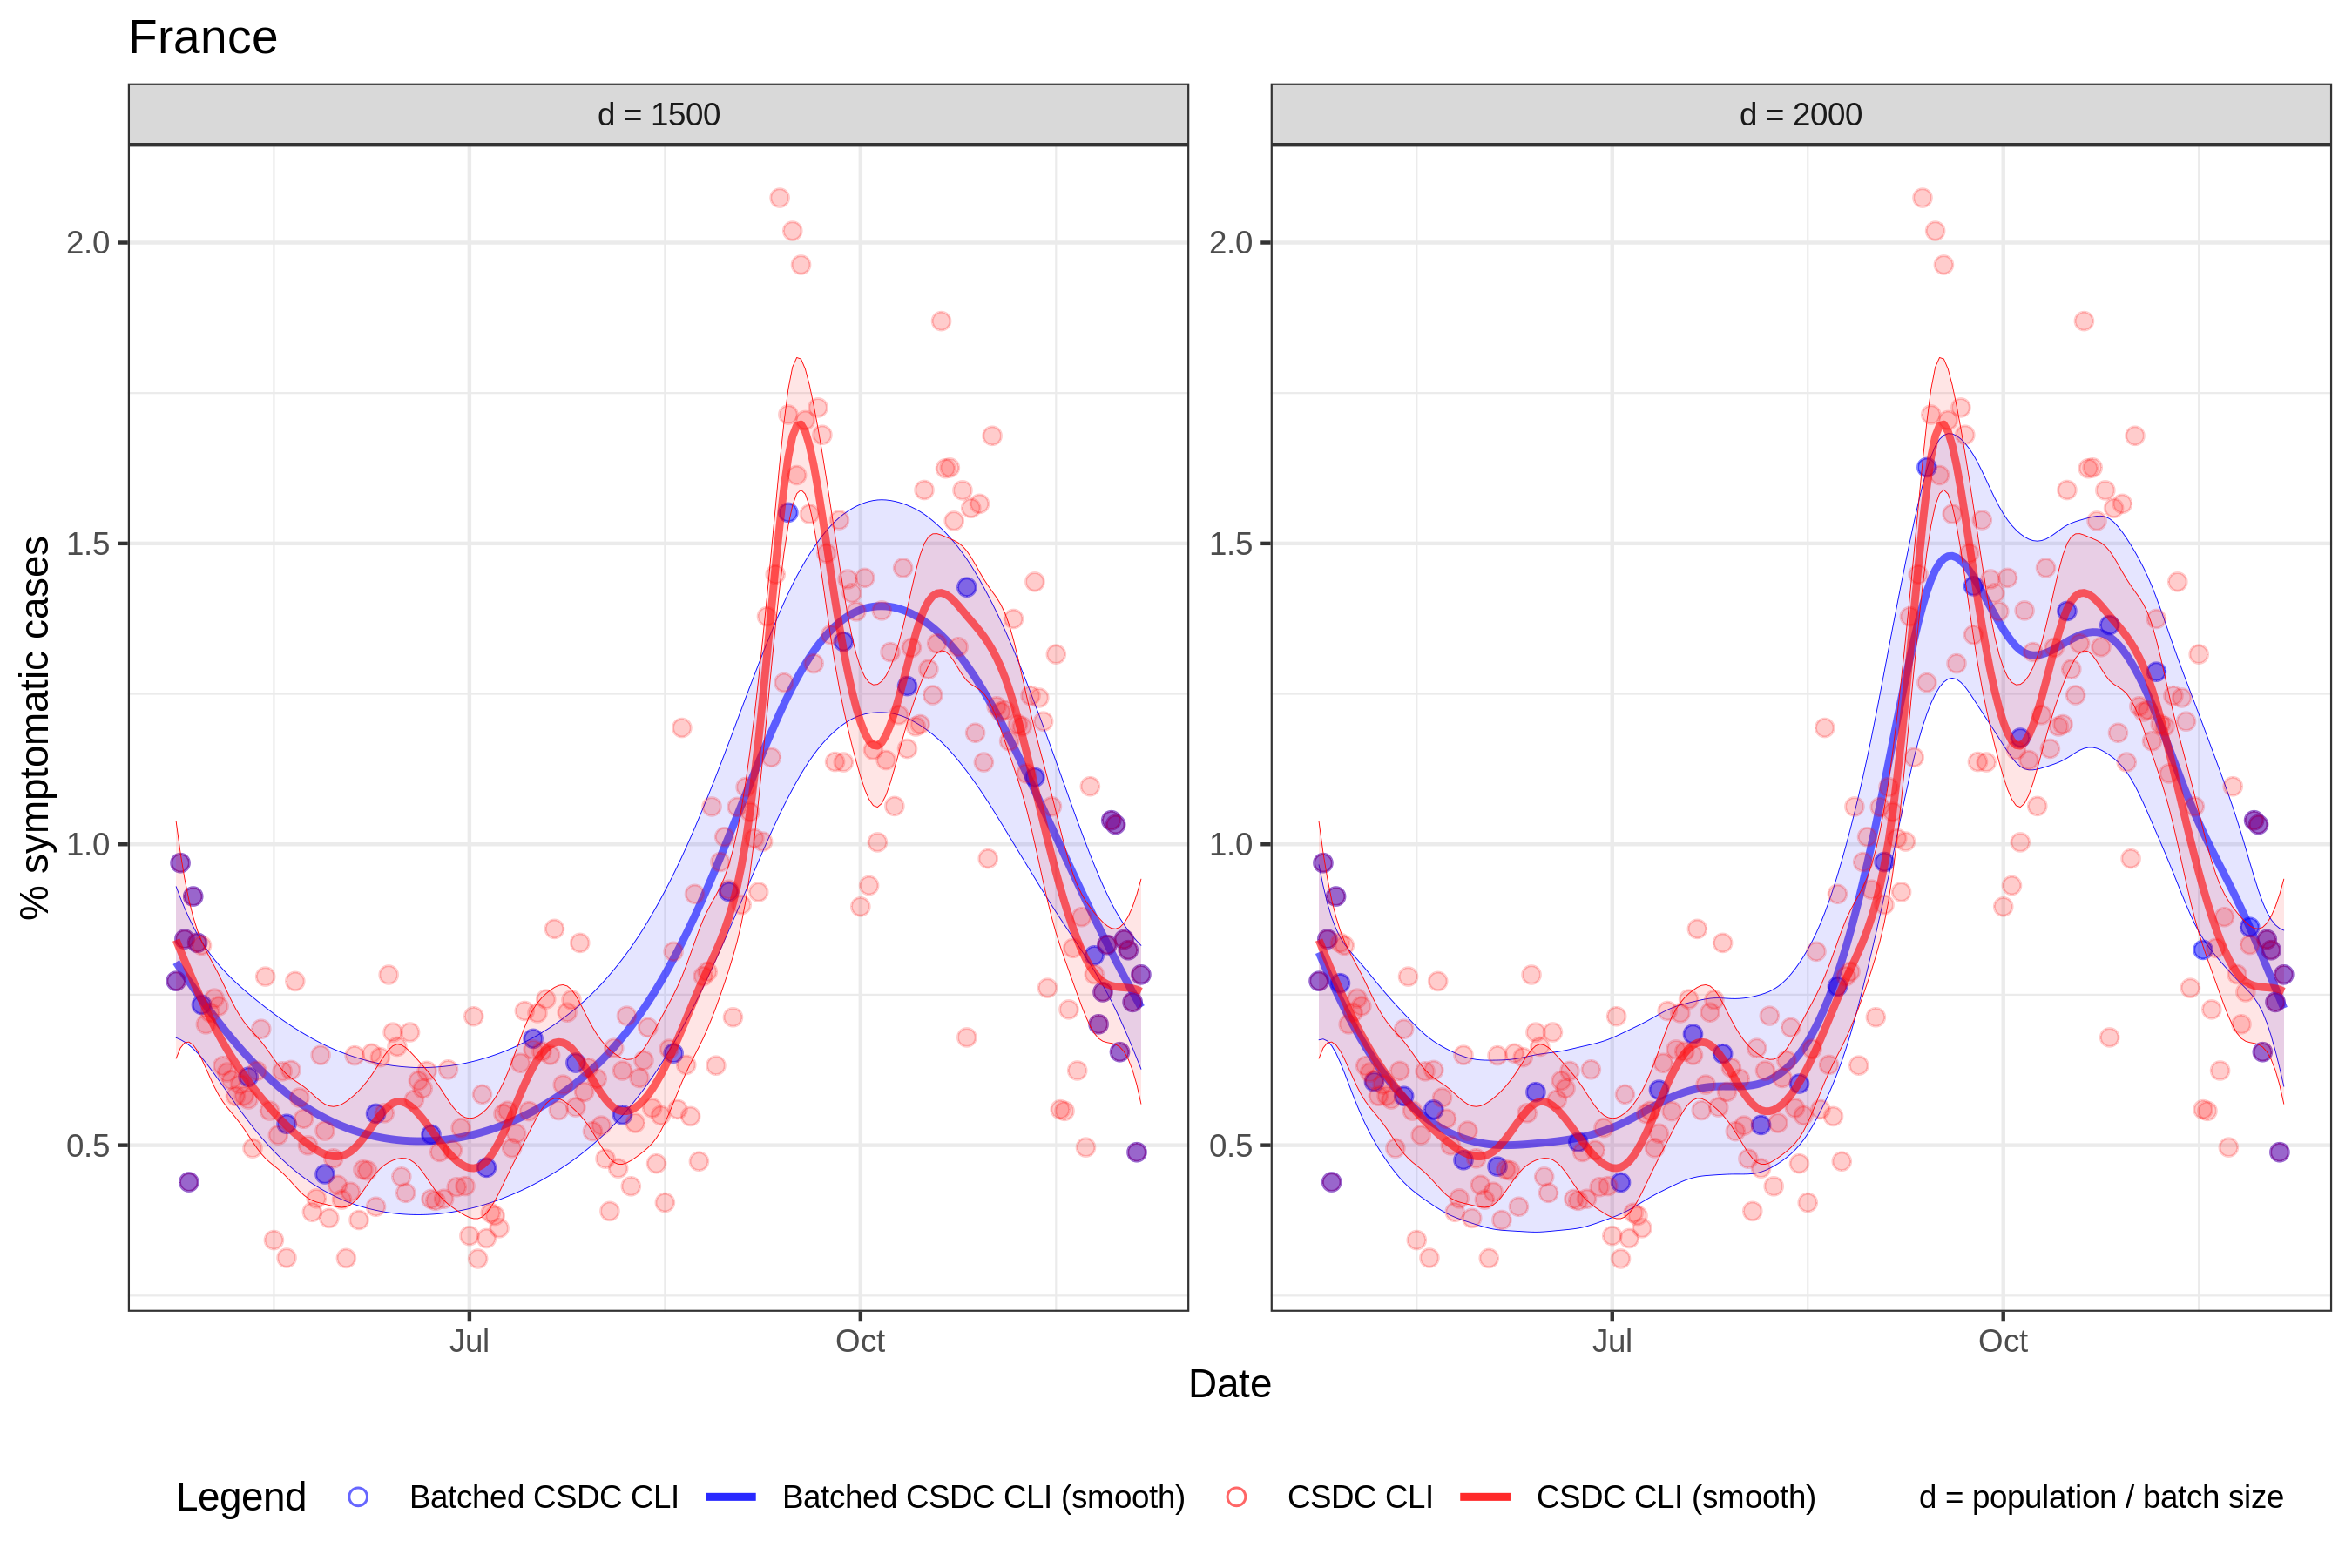 France
d = 1500
d = 2000
% symptomatic cases
2.0
1.5
1.0
0.5
2.0
1.5
1.0
0.5
Jul
Oct
Jul
Oct
Date
Legend
Batched CSDC CLI
Batched CSDC CLI (smooth)
CSDC CLI
CSDC CLI (smooth)
d = population / batch size